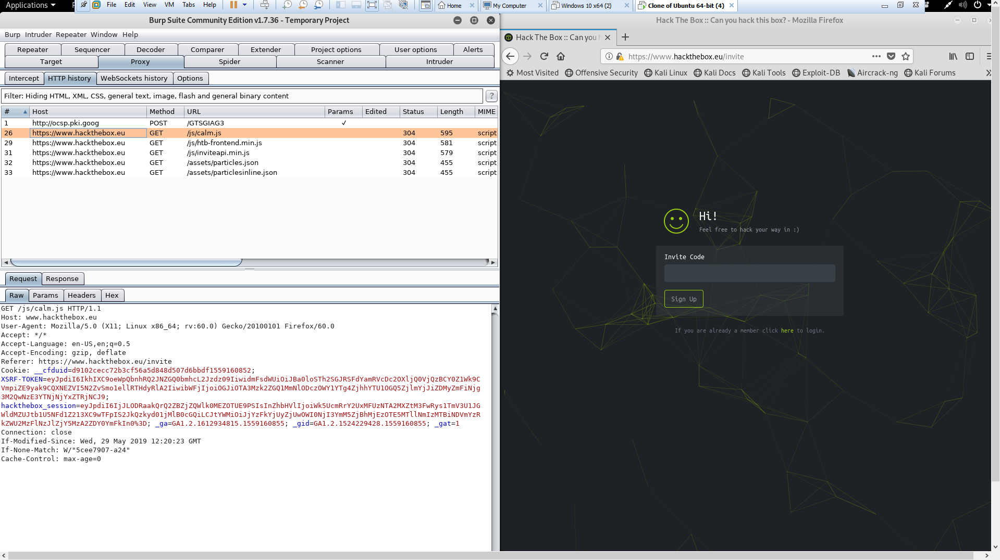 Applications
File Edit View VM Tabs Help
Home
My Computer
Windows 10 x64 (2)
Clone of Ubuntu 64-bit (4)
Burp Suite Community Edition v1.7.36 - Temporary Project
Burp Intruder Repeater Window Help
Repeater Sequencer Decoder Comparer Extender Project options User options Alerts
Target Proxy Spider Scanner Intruder
Intercept HTTP history WebSockets history Options
Filter: Hiding HTML, XML, CSS, general text, image, flash and general binary content ?
# Host Method URL Params Edited Status Length MIME
1 http://ocsp.pki.goog POST /GTSGIAG3 ✓
26 https://www.hackthebox.eu GET /js/calm.js 304 595 script
29 https://www.hackthebox.eu GET /js/htb-frontend.min.js 304 581 script
31 https://www.hackthebox.eu GET /js/inviteapi.min.js 304 579 script
32 https://www.hackthebox.eu GET /assets/particles.json 304 455 script
33 https://www.hackthebox.eu GET /assets/particlesinline.json 304 455 script
Request Response
Raw Params Headers Hex
GET /js/calm.js HTTP/1.1
Host: www.hackthebox.eu
User-Agent: Mozilla/5.0 (X11; Linux x86_64; rv:60.0) Gecko/20100101 Firefox/60.0
Accept: */*
Accept-Language: en-US,en;q=0.5
Accept-Encoding: gzip, deflate
Referer: https://www.hackthebox.eu/invite
Cookie: __cfduid=d9102cecc72b3cf56a5d848d507d6bbdf1559160852;
XSRF-TOKEN=eyJpdiI6IkhIXC9oeWpQbnhRQ2JNZGQ0bmhcL2Jzdz09IiwidmFsdWUiOiJBa0loSTh2SGJRSFdYamRVcDc2OXljQ0VjQzBCY0Z1Wk9C
VmpiZE9yak9CQXNEZVI5N2ZvSmo1ellRTHdyRlA2IiwibWFjIjoiOGJiOTA3Mzk2ZGQ1MmNlODczOWY1YTg4ZjhhYTU1OGQ5ZjlmYjJiZDMyZmFiNjg
3M2QwNzE3YTNjNjYxZTRjNCJ9;
hackthebox_session=eyJpdiI6IjJLODRaakQrQ2ZBZjZQWlk0MEZOTUE9PSIsInZhbHVlIjoiWk5UcmRrY2UxMFUzNTA2MXZtM3FwRys1TmV3U1JG
WldMZUJtb1U5NFd1Z213XC9wTFpIS2JkQzkyd01jMlB0cGQiLCJtYWMiOiJjYzFkYjUyZjUwOWI0NjI3YmM5ZjBhMjEzOTE5MTllNmIzMTBiNDVmYzR
kZWU2MzFlNzJlZjY5MzA2ZDY0YmFkIn0%3D; _ga=GA1.2.1612934815.1559160855; _gid=GA1.2.1524229428.1559160855; _gat=1
Connection: close
If-Modified-Since: Wed, 29 May 2019 12:20:23 GMT
If-None-Match: W/"5cee7907-a24"
Cache-Control: max-age=0
Hack The Box :: Can you hack this box? - Mozilla Firefox
Hack The Box :: Can you h
https://www.hackthebox.eu/invite
Most Visited Offensive Security Kali Linux Kali Docs Kali Tools Exploit-DB Aircrack-ng Kali Forums
Hi!
Feel free to hack your way in :)
Invite Code
Sign Up
If you are already a member click here to login.